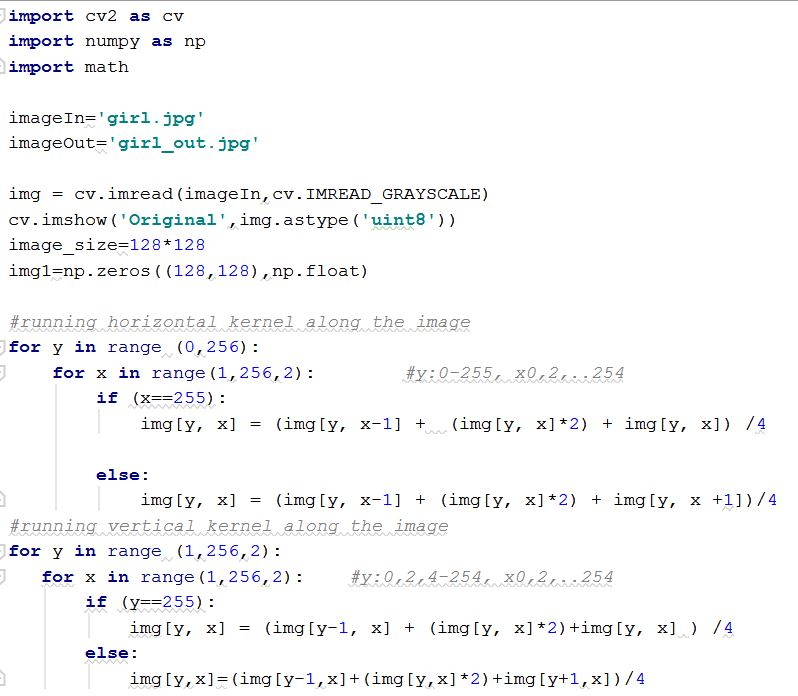 import cv2 as cv
import numpy as np
import math
imageIn='girl.jpg'
imageOut='girl_out.jpg'
img = cv.imread(imageIn,cv.IMREAD_GRAYSCALE)
cv.imshow('Original',img.astype('uint8'))
image_size=128*128
img1=np.zeros((128,128),np.float)
#running horizontal kernel along the image
for y in range (0,256):
    for x in range(1,256,2):        #y:0-255, x0,2,..254
        if (x==255):
            img[y, x] = (img[y, x-1] +  (img[y, x]*2) + img[y, x]) /4
        else:
            img[y, x] = (img[y, x-1] + (img[y, x]*2) + img[y, x +1])/4
#running vertical kernel along the image
for y in range (1,256,2):
   for x in range(1,256,2):    #y:0,2,4-254, x0,2,..254
       if (y==255):
           img[y, x] = (img[y-1, x] + (img[y, x]*2)+img[y, x] ) /4
       else:
           img[y,x]=(img[y-1,x]+(img[y,x]*2)+img[y+1,x])/4